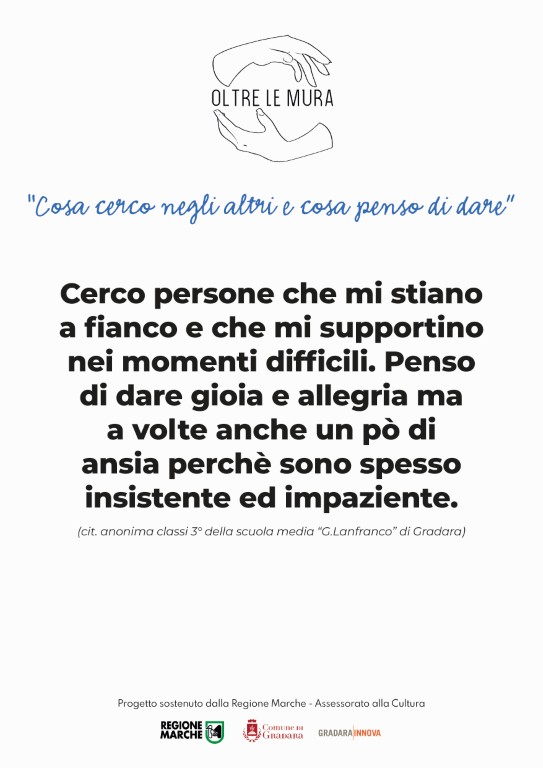 OLTRE LE MURA
"Cosa cerco negli altri e cosa penso di dare"
Cerco persone che mi stiano
a fianco e che mi supportino
nei momenti difficili. Penso
di dare gioia e allegria ma
a volte anche un pò di
ansia perchè sono spesso
insistente ed impaziente.
(cit. anonima classi 3° della scuola media “G.Lanfranco” di Gradara)
Progetto sostenuto dalla Regione Marche - Assessorato alla Cultura
REGIONE
MARCHE
Comune di
Gradara
GRADARA|INNOVA